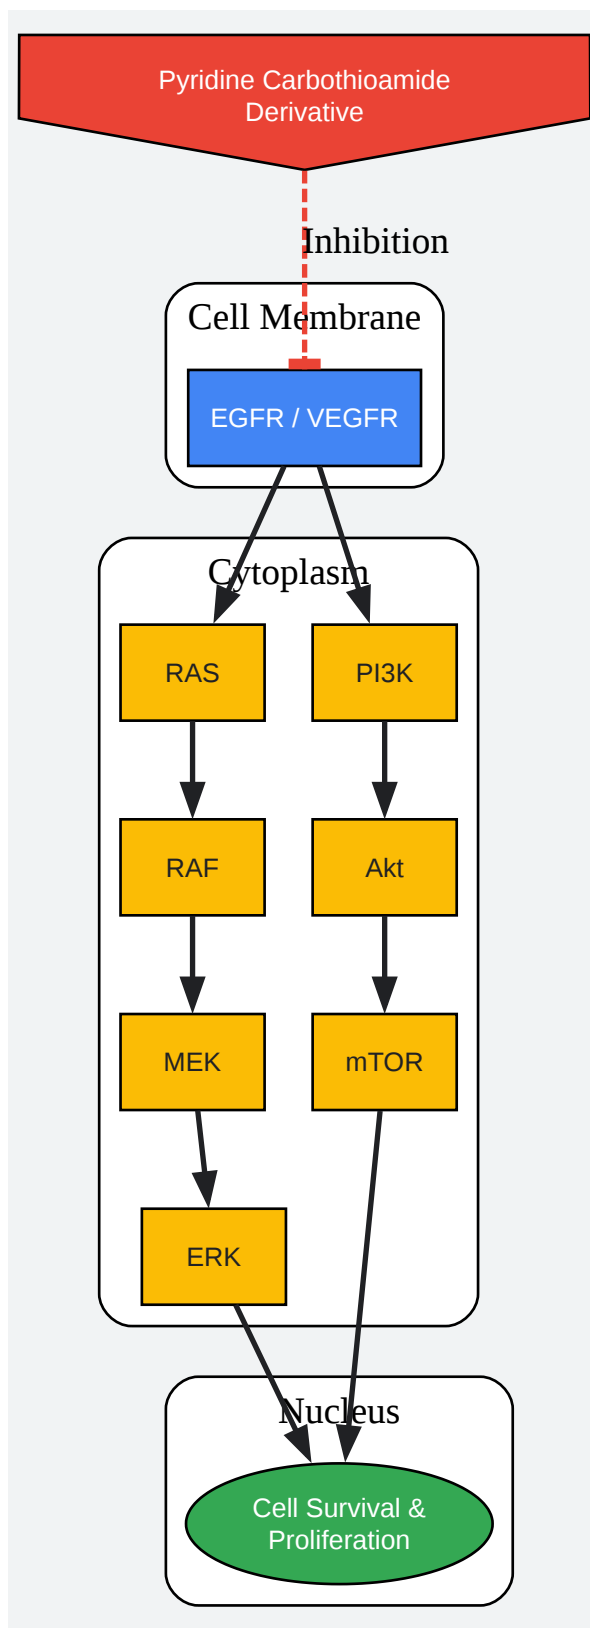 Pyridine Carbothioamide
Derivative
Inhibition
Cell Membrane
EGFR / VEGFR
Cytoplasm
RAS
PI3K
RAF
Akt
MEK
mTOR
ERK
Nucleus
Cell Survival &
Proliferation